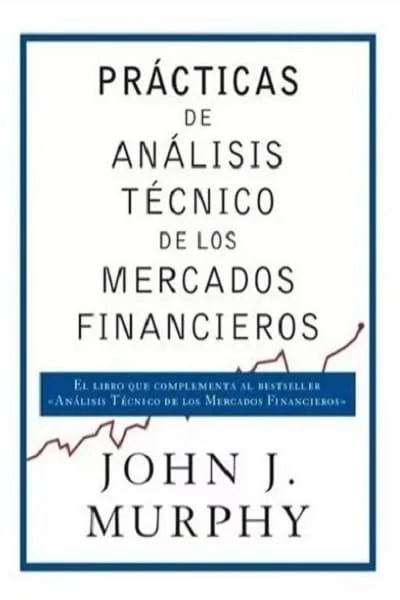 PRÁCTICAS
DE
ANÁLISIS
TÉCNICO
DE LOS
MERCADOS
FINANCIEROS
EL LIBRO QUE COMPLEMENTA AL BESTSELLER
«ANÁLISIS TÉCNICO DE LOS MERCADOS FINANCIEROS»
JOHN J.
MURPHY